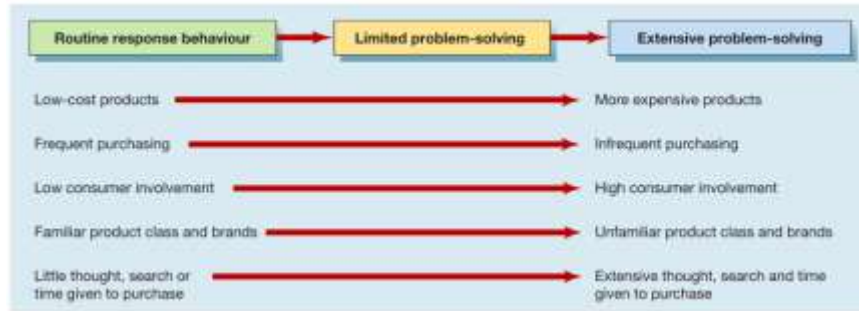 Routine response behaviour
Limited problem-solving
Extensive problem-solving
Low-cost products
More expensive products
Frequent purchasing
Infrequent purchasing
Low consumer involvement
High consumer involvement
Familiar product class and brands
Unfamiliar product class and brands
Little thought, search or
time given to purchase
Extensive thought, search and time
given to purchase